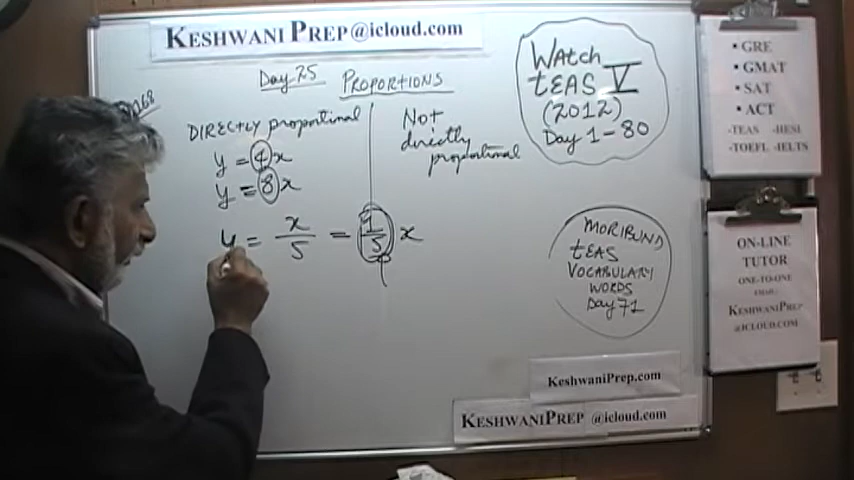 KESHWANI PREP@icloud.com
Day 25 PROPORTIONS
68
DIRECTLY proportional
y = 4x
y = 8x
y = x/5 = 1/5 x
Not
directly
proportional
WAtch
tEAS V
(2012)
Day 1-80
MORIBUND
tEAS
VOCABULARY
WORDS
Day 71
• GRE
• GMAT
• SAT
• ACT
-TEAS -HESI
-TOEFL -IELTS
ON-LINE
TUTOR
ONE-TO-ONE
KESHWANIPREP
@ICLOUD.COM
KESHWANIPREP.com
KESHWANIPREP @icloud.com